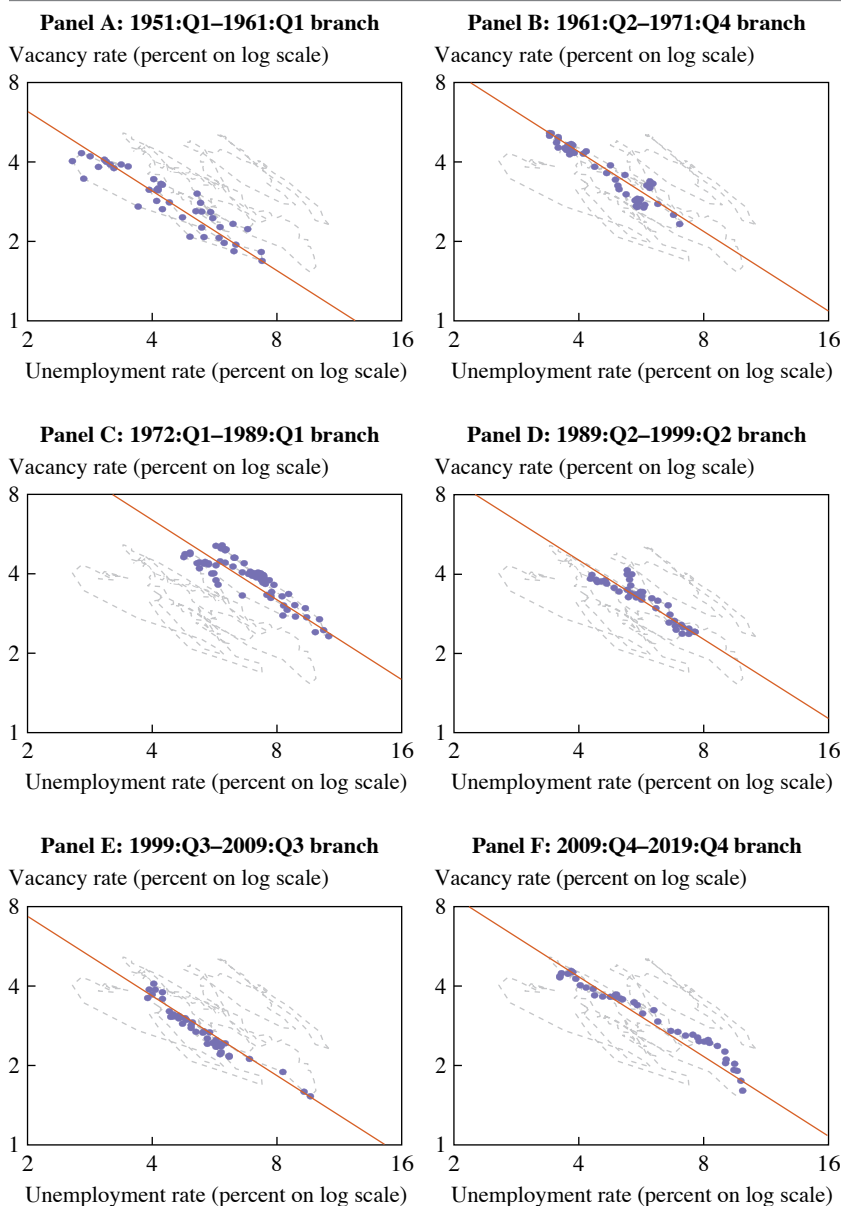 Panel A: 1951:Q1–1961:Q1 branch
Vacancy rate (percent on log scale)
8
4
2
1
2 4 8 16
Unemployment rate (percent on log scale)
Panel B: 1961:Q2–1971:Q4 branch
Vacancy rate (percent on log scale)
8
4
2
1
2 4 8 16
Unemployment rate (percent on log scale)
Panel C: 1972:Q1–1989:Q1 branch
Vacancy rate (percent on log scale)
8
4
2
1
2 4 8 16
Unemployment rate (percent on log scale)
Panel D: 1989:Q2–1999:Q2 branch
Vacancy rate (percent on log scale)
8
4
2
1
2 4 8 16
Unemployment rate (percent on log scale)
Panel E: 1999:Q3–2009:Q3 branch
Vacancy rate (percent on log scale)
8
4
2
1
2 4 8 16
Unemployment rate (percent on log scale)
Panel F: 2009:Q4–2019:Q4 branch
Vacancy rate (percent on log scale)
8
4
2
1
2 4 8 16
Unemployment rate (percent on log scale)